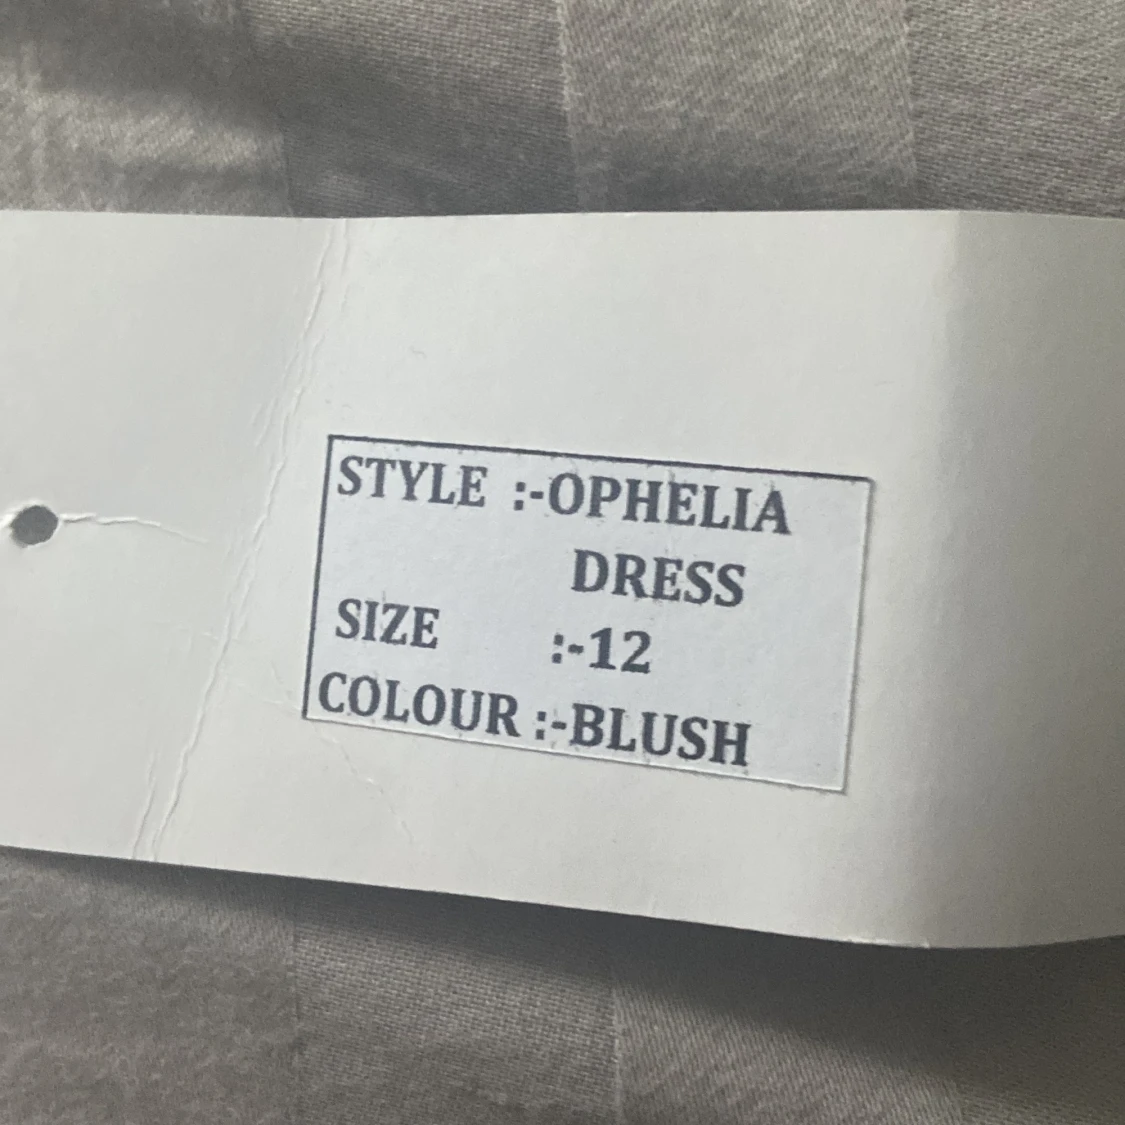 STYLE :-OPHELIA
DRESS
SIZE :-12
COLOUR :-BLUSH